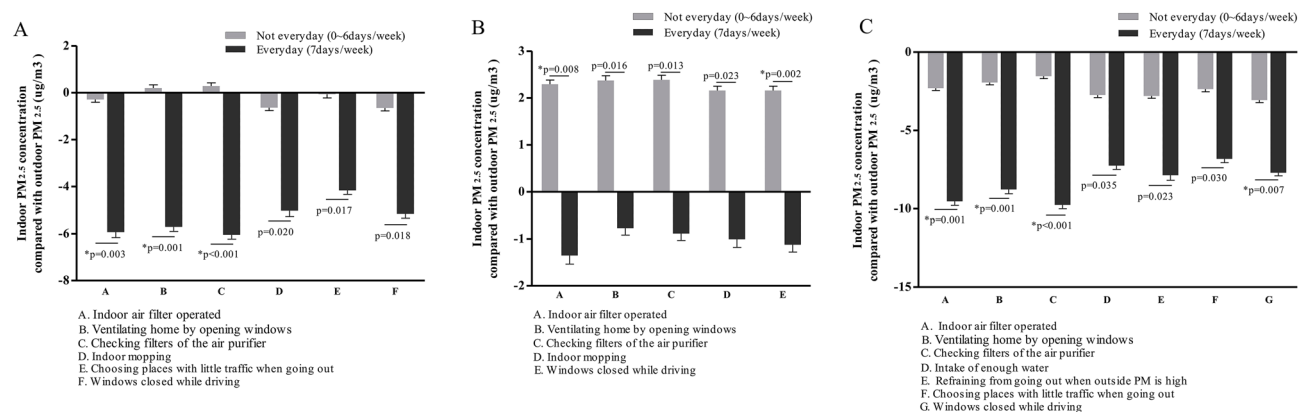 A
Not everyday (0~6days/week)
Everyday (7days/week)
Indoor PM2.5 concentration
compared with outdoor PM 2.5 (ug/m3)
2
0
-2
-4
-6
-8
*p=0.003
*p=0.001
*p<0.001
p=0.020
p=0.017
p=0.018
A B C D E F
A. Indoor air filter operated
B. Ventilating home by opening windows
C. Checking filters of the air purifier
D. Indoor mopping
E. Choosing places with little traffic when going out
F. Windows closed while driving
B
Not everyday (0~6days/week)
Everyday (7days/week)
Indoor PM2.5 concentration
compared with outdoor PM 2.5 (ug/m3)
3
2
1
0
-1
-2
*p=0.008
p=0.016
p=0.013
p=0.023
*p=0.002
A B C D E
A. Indoor air filter operated
B. Ventilating home by opening windows
C. Checking filters of the air purifier
D. Indoor mopping
E. Windows closed while driving
C
Not everyday (0~6days/week)
Everyday (7days/week)
Indoor PM2.5 concentration
compared with outdoor PM 2.5 (ug/m3)
0
-5
-10
-15
*p=0.001
*p=0.001
*p<0.001
p=0.035
p=0.023
p=0.030
*p=0.007
A B C D E F G
A. Indoor air filter operated
B. Ventilating home by opening windows
C. Checking filters of the air purifier
D. Intake of enough water
E. Refraining from going out when outside PM is high
F. Choosing places with little traffic when going out
G. Windows closed while driving